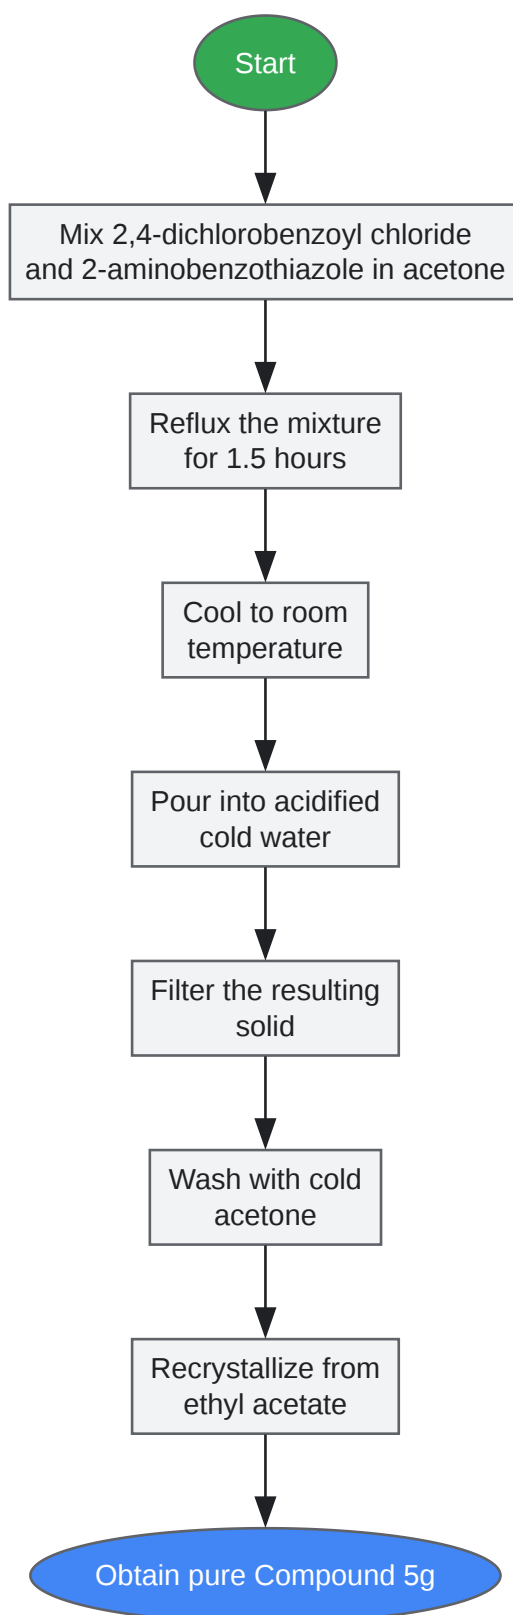 Start
Mix 2,4-dichlorobenzoyl chloride
and 2-aminobenzothiazole in acetone
Reflux the mixture
for 1.5 hours
Cool to room
temperature
Pour into acidified
cold water
Filter the resulting
solid
Wash with cold
acetone
Recrystallize from
ethyl acetate
Obtain pure Compound 5g